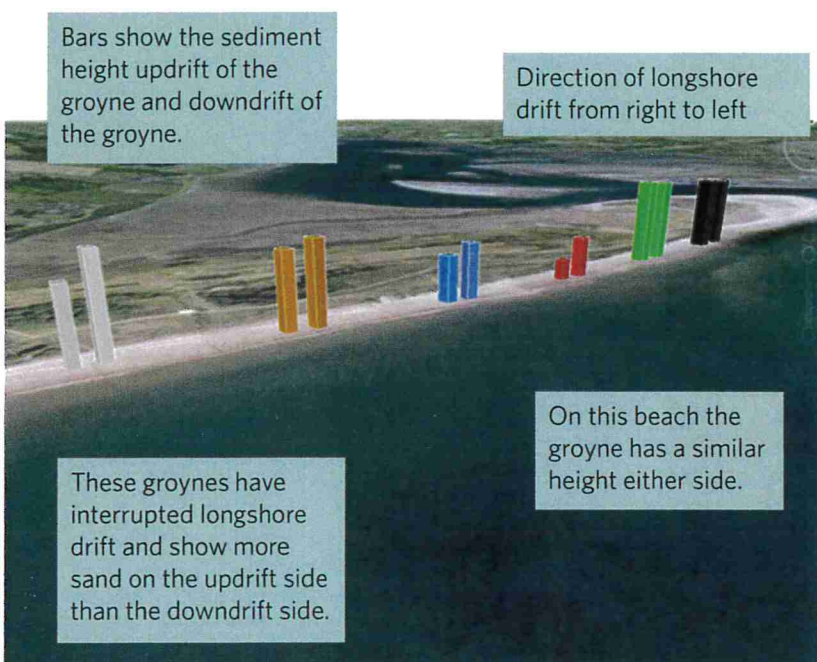 Bars show the sediment
height updrift of the
groyne and downdrift of
the groyne.
Direction of longshore
drift from right to left
On this beach the
groyne has a similar
height either side.
These groynes have
interrupted longshore
drift and show more
sand on the updrift side
than the downdrift side.